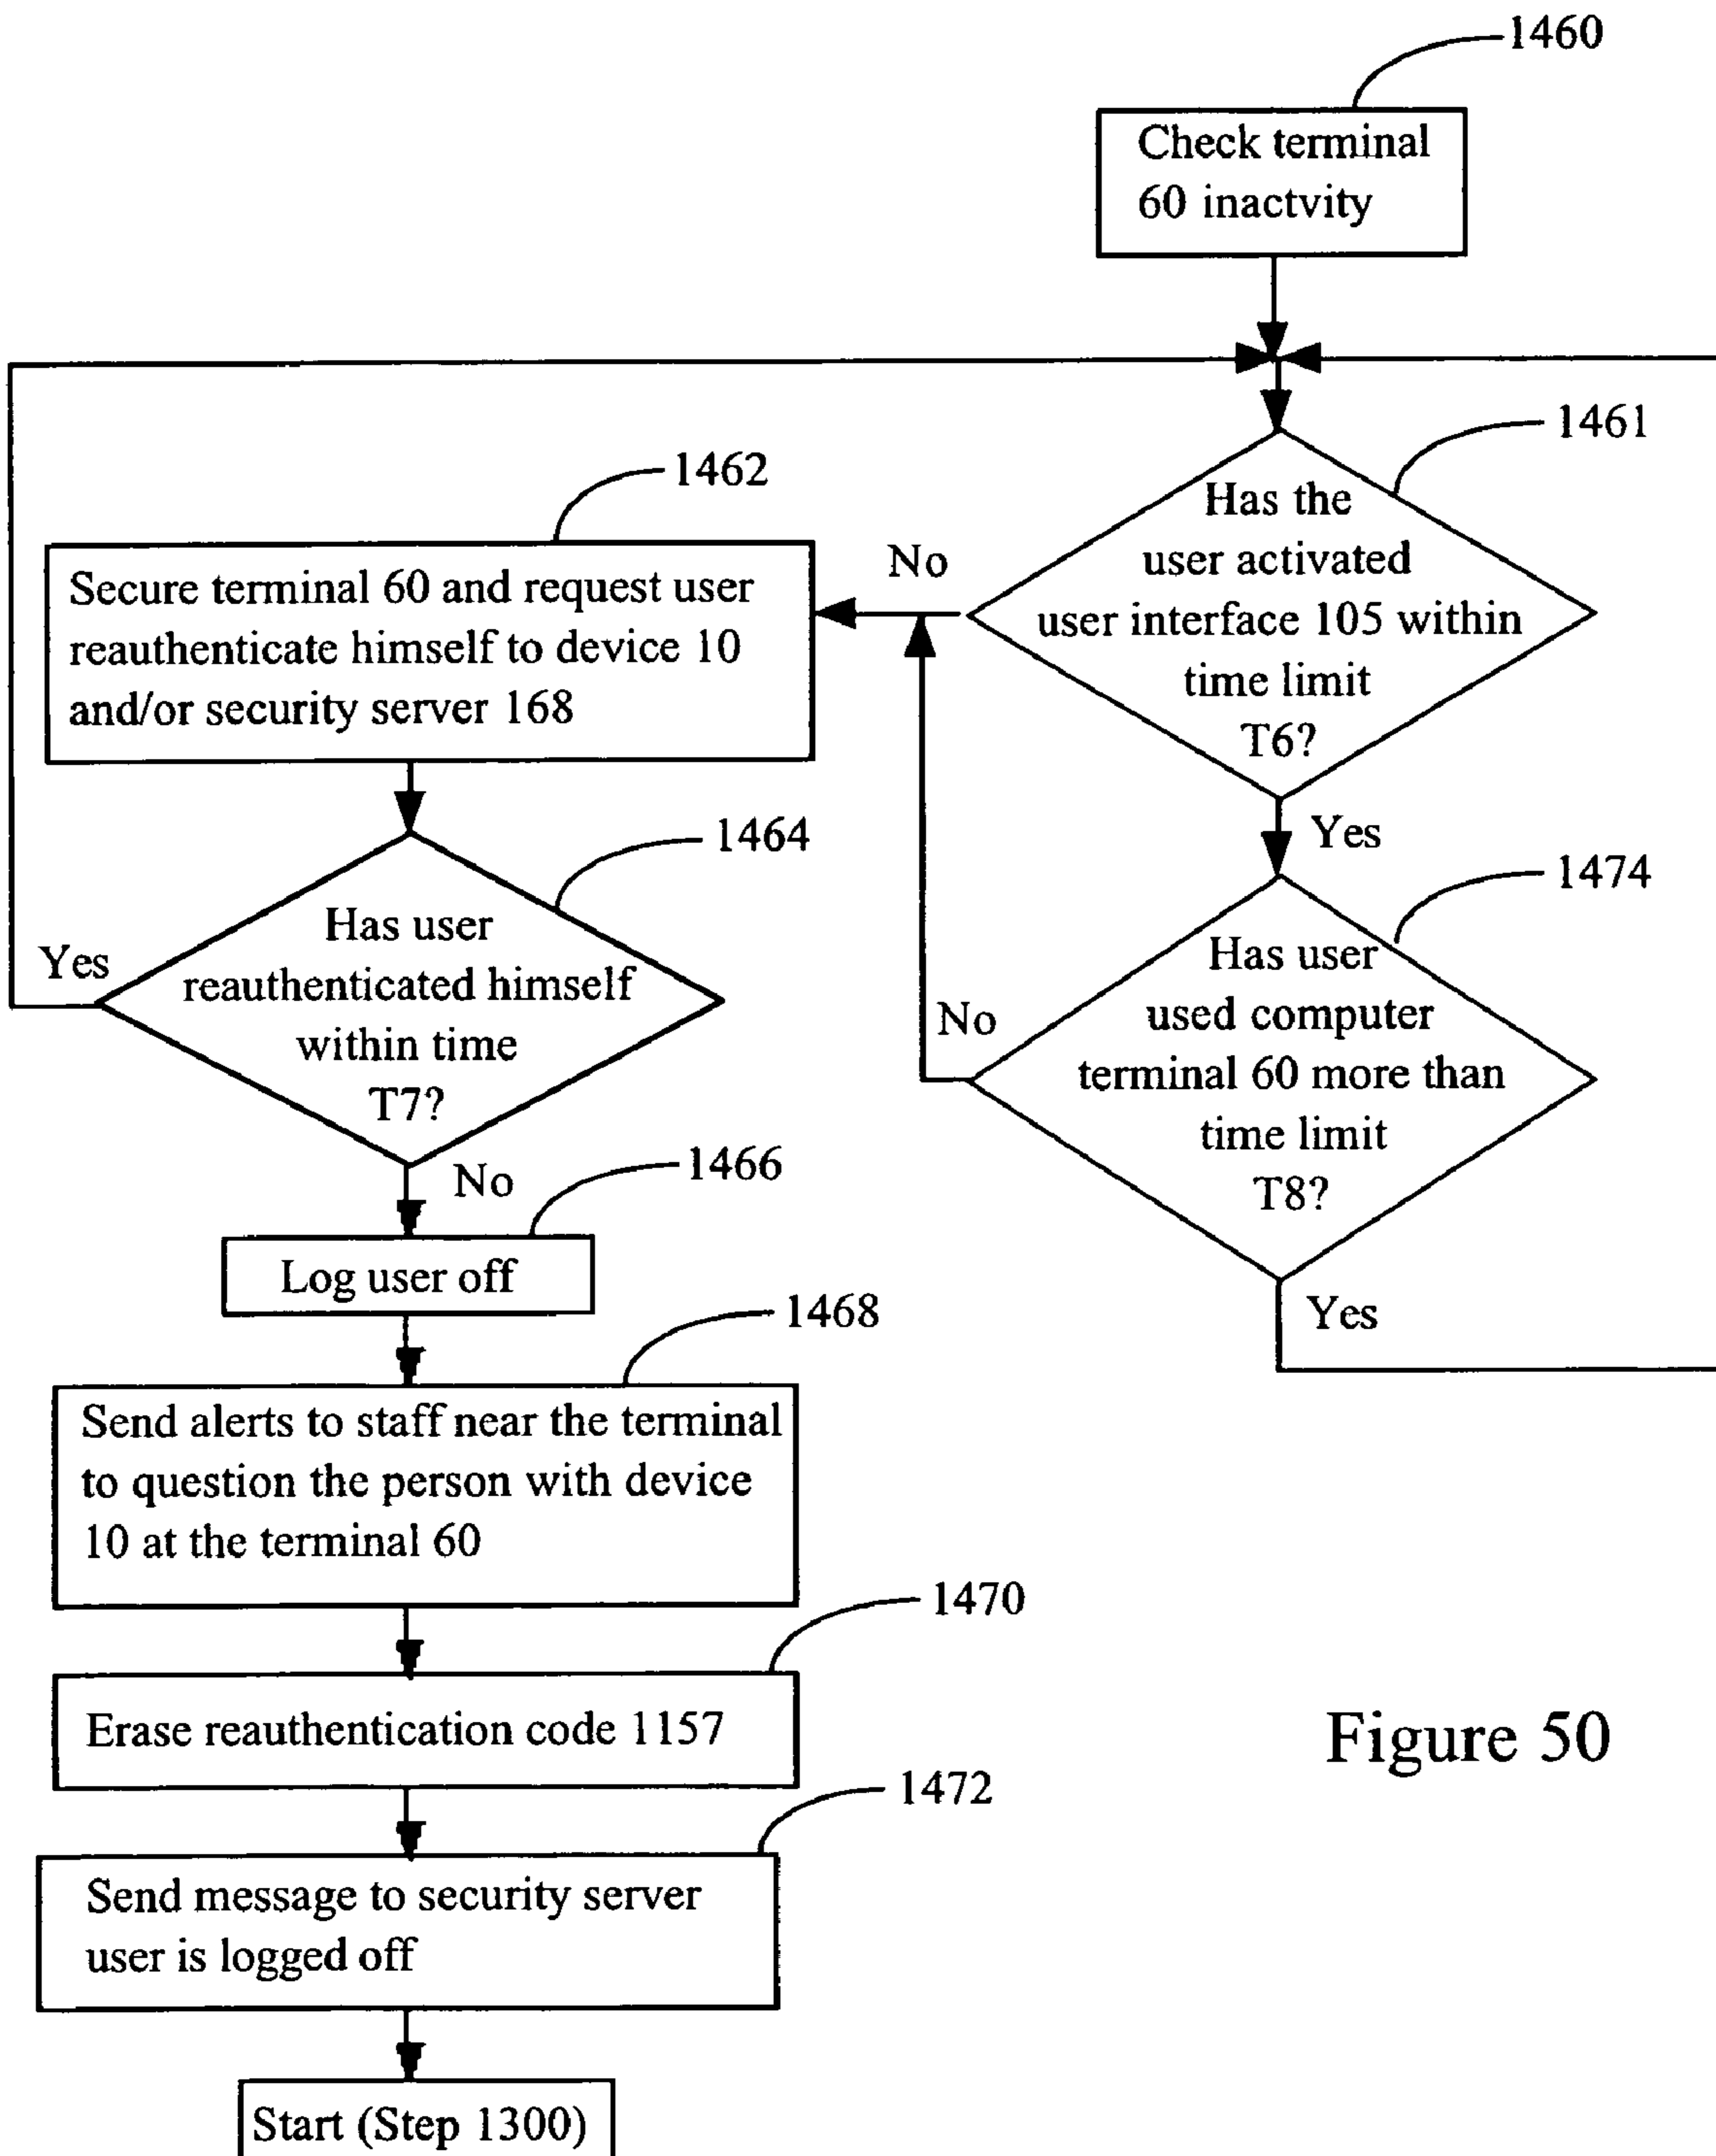 1460
Check terminal
60 inactvity
1461
Has the
user activated
user interface 105 within
time limit
T6?
No
Yes
1462
Secure terminal 60 and request user
reauthenticate himself to device 10
and/or security server 168
1464
Has user
reauthenticated himself
within time
T7?
Yes
No
1474
Has user
used computer
terminal 60 more than
time limit
T8?
No
Yes
1466
Log user off
1468
Send alerts to staff near the terminal
to question the person with device
10 at the terminal 60
1470
Erase reauthentication code 1157
1472
Send message to security server
user is logged off
Start (Step 1300)
Figure 50